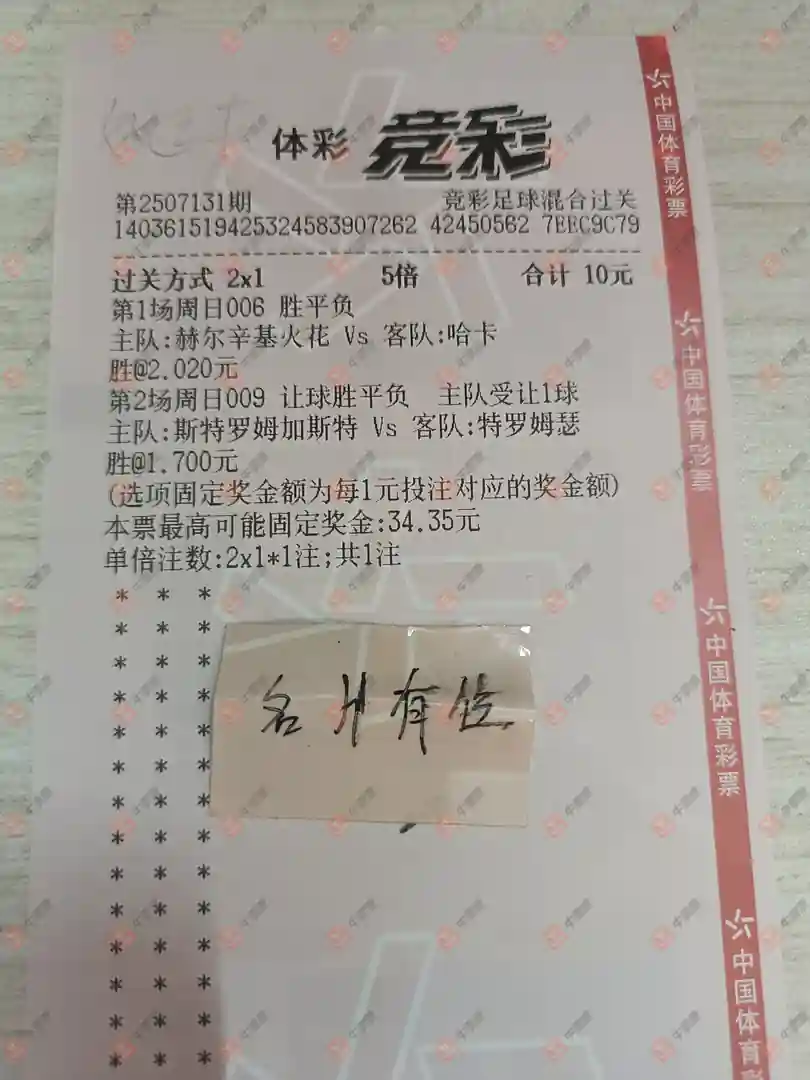 体彩 竞彩
第2507131期 竞彩足球混合过关
140361519425324583907262 42450562 7EEC9C79
过关方式 2x1 5倍 合计 10元
第1场周日006 胜平负
主队:赫尔辛基火花 Vs 客队:哈卡
胜@2.020元
第2场周日009 让球胜平负 主队受让1球
主队:斯特罗姆加斯特 Vs 客队:特罗姆瑟
胜@1.700元
(选项固定奖金额为每1元投注对应的奖金额)
本票最高可能固定奖金:34.35元
单倍注数:2x1*1注;共1注
* * *
* * *
* * *
* * *
* * *
* * *
* * *
* * *
* * *
* * *
* * *
* * *
* * *
* * *
名片有位
中国体育彩票
中国体育彩票
中国体育彩票
中国体育彩